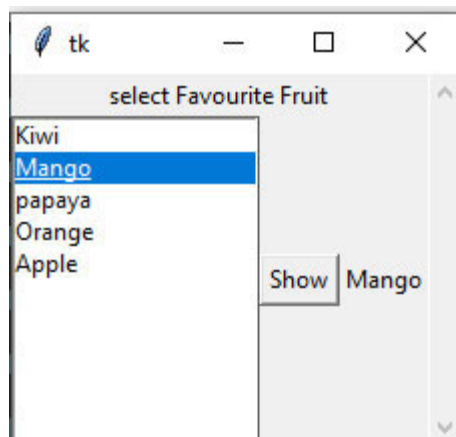 tk
select Favourite Fruit
Kiwi
Mango
papaya
Orange
Apple
Show Mango